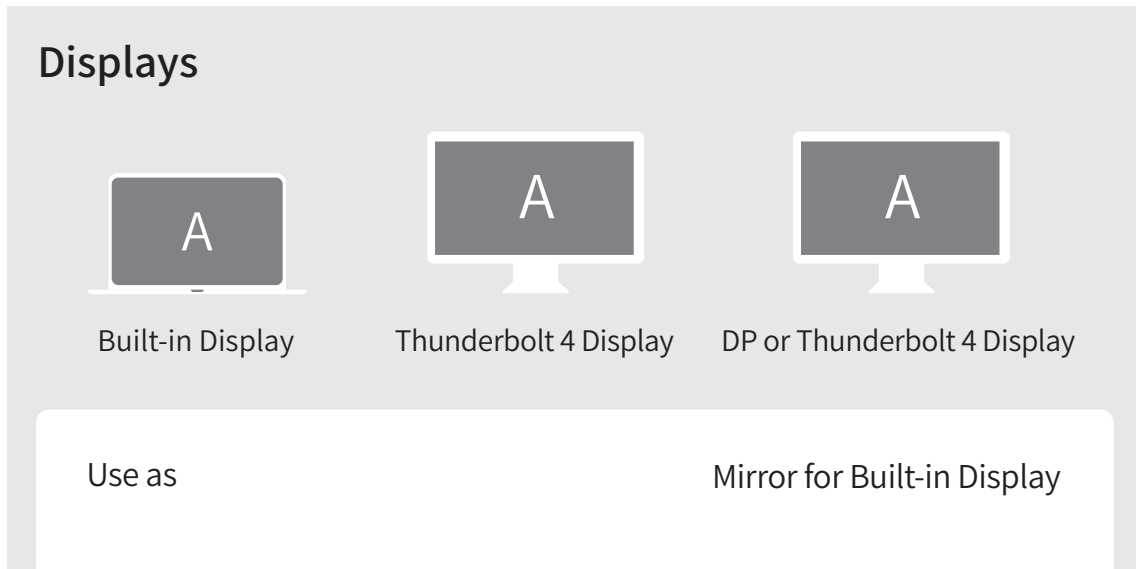 Displays
A
A
A
Built-in Display
Thunderbolt 4 Display
DP or Thunderbolt 4 Display
Use as
Mirror for Built-in Display